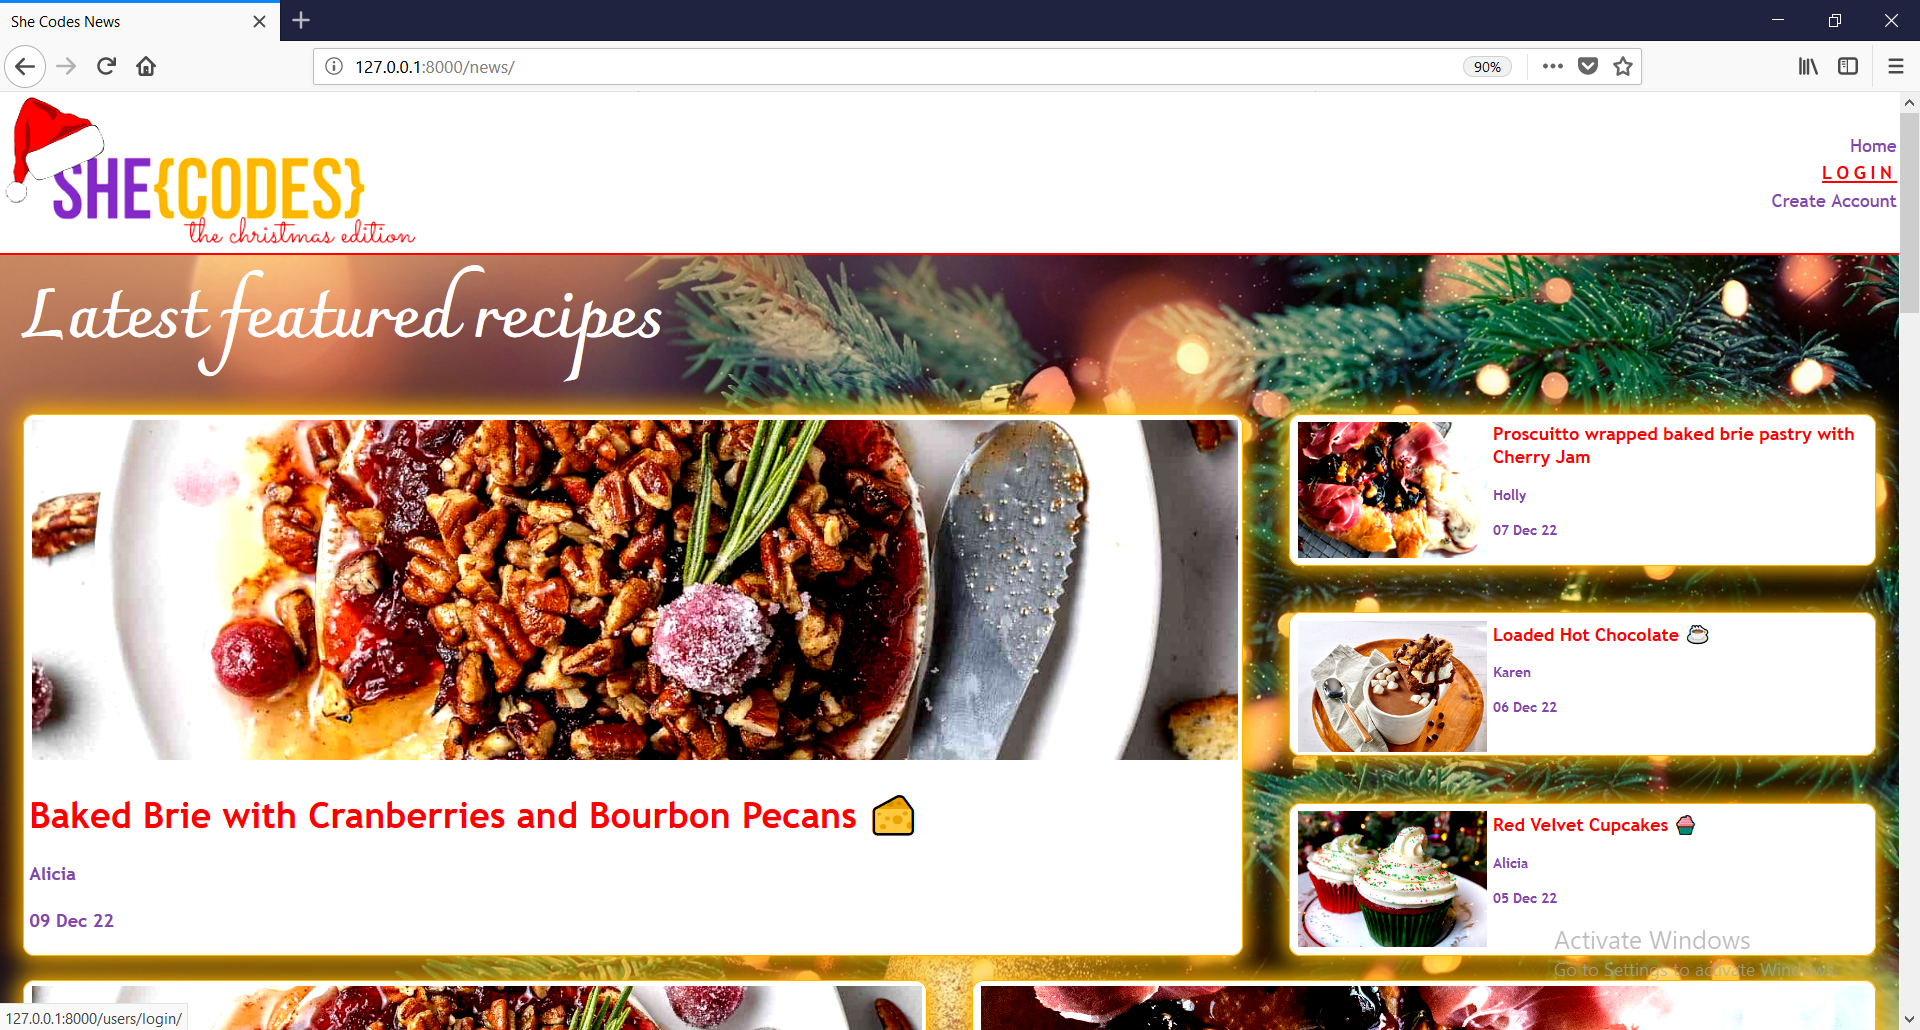 She Codes News
127.0.0.1:8000/news/
90%
SHE{CODES}
the christmas edition
Home
LOGIN
Create Account
Latest featured recipes
Baked Brie with Cranberries and Bourbon Pecans
Alicia
09 Dec 22
Proscuitto wrapped baked brie pastry with
Cherry Jam
Holly
07 Dec 22
Loaded Hot Chocolate
Karen
06 Dec 22
Red Velvet Cupcakes
Alicia
05 Dec 22
Activate Windows
Go to Settings to activate Windows.
127.0.0.1:8000/users/login/